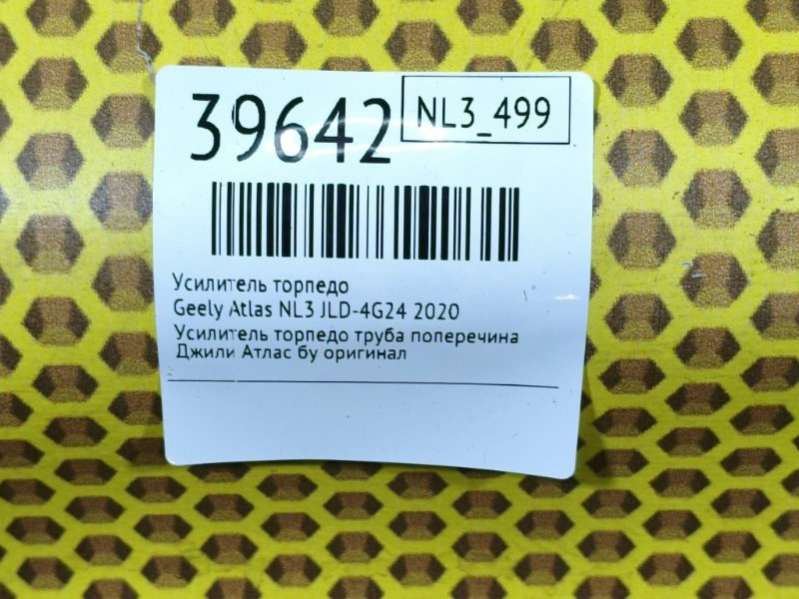 39642
NL3_499
Усилитель торпедо
Geely Atlas NL3 JLD-4G24 2020
Усилитель торпедо труба поперечина
Джили Атлас бу оригинал